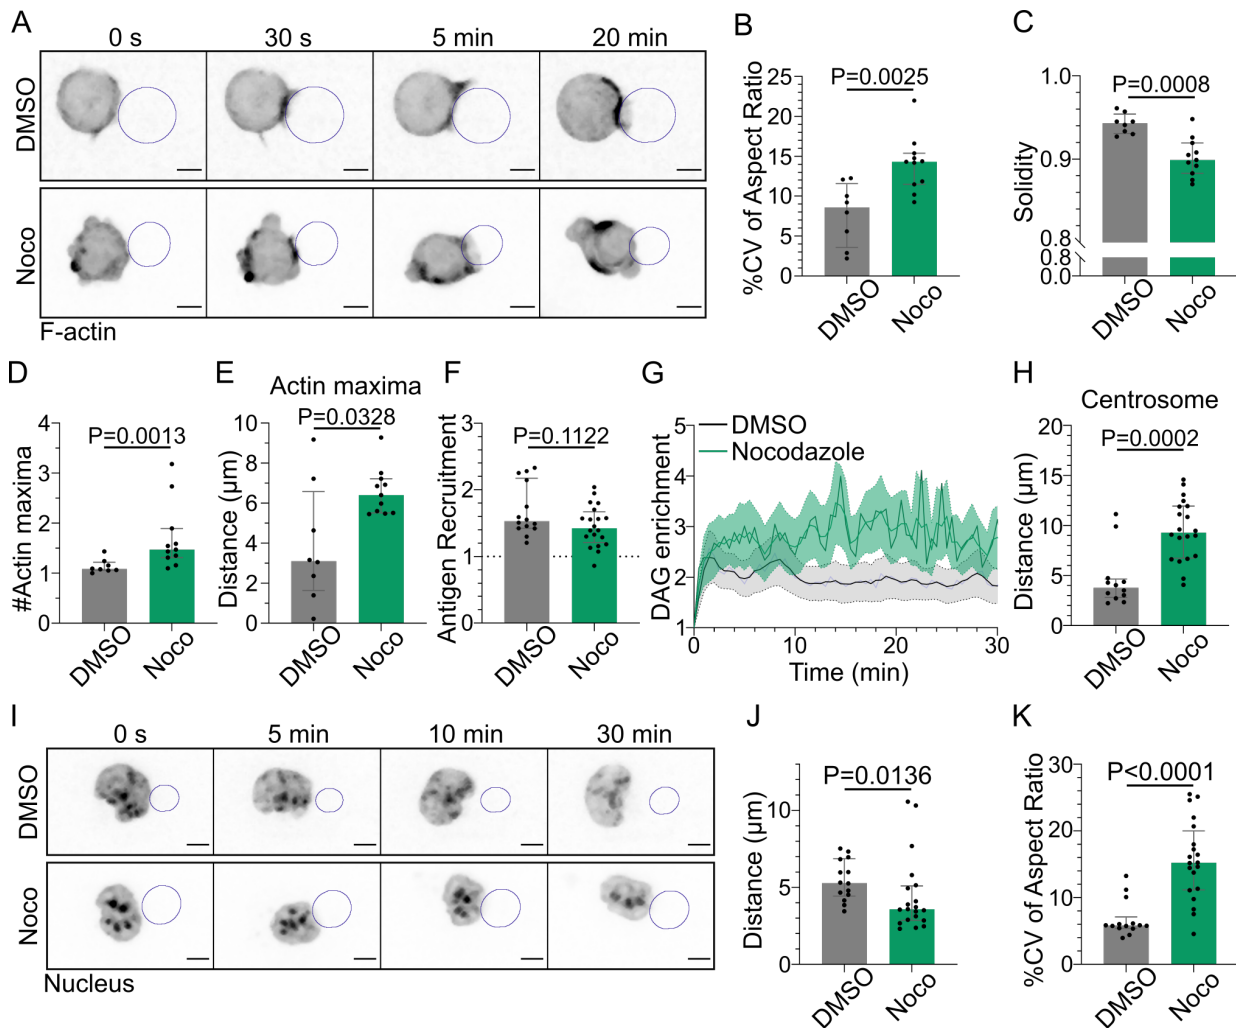 A
0 s 30 s 5 min 20 min
DMSO
Noco
F-actin
B
%CV of Aspect Ratio
25
20
15
10
5
0
P=0.0025
DMSO Noco
C
Solidity
1.0
0.9
0.8
0.8
0.0
P=0.0008
DMSO Noco
D
#Actin maxima
4
3
2
1
0
P=0.0013
DMSO Noco
E
Actin maxima
Distance (µm)
10
8
6
4
2
0
P=0.0328
DMSO Noco
F
Antigen Recruitment
3
2
1
0
P=0.1122
DMSO Noco
G
DAG enrichment
5
4
3
2
1
DMSO
Nocodazole
0 10 20 30
Time (min)
H
Centrosome
Distance (µm)
20
15
10
5
0
P=0.0002
DMSO Noco
I
0 s 5 min 10 min 30 min
DMSO
Noco
Nucleus
J
Distance (µm)
10
5
0
P=0.0136
DMSO Noco
K
%CV of Aspect Ratio
30
20
10
0
P<0.0001
DMSO Noco